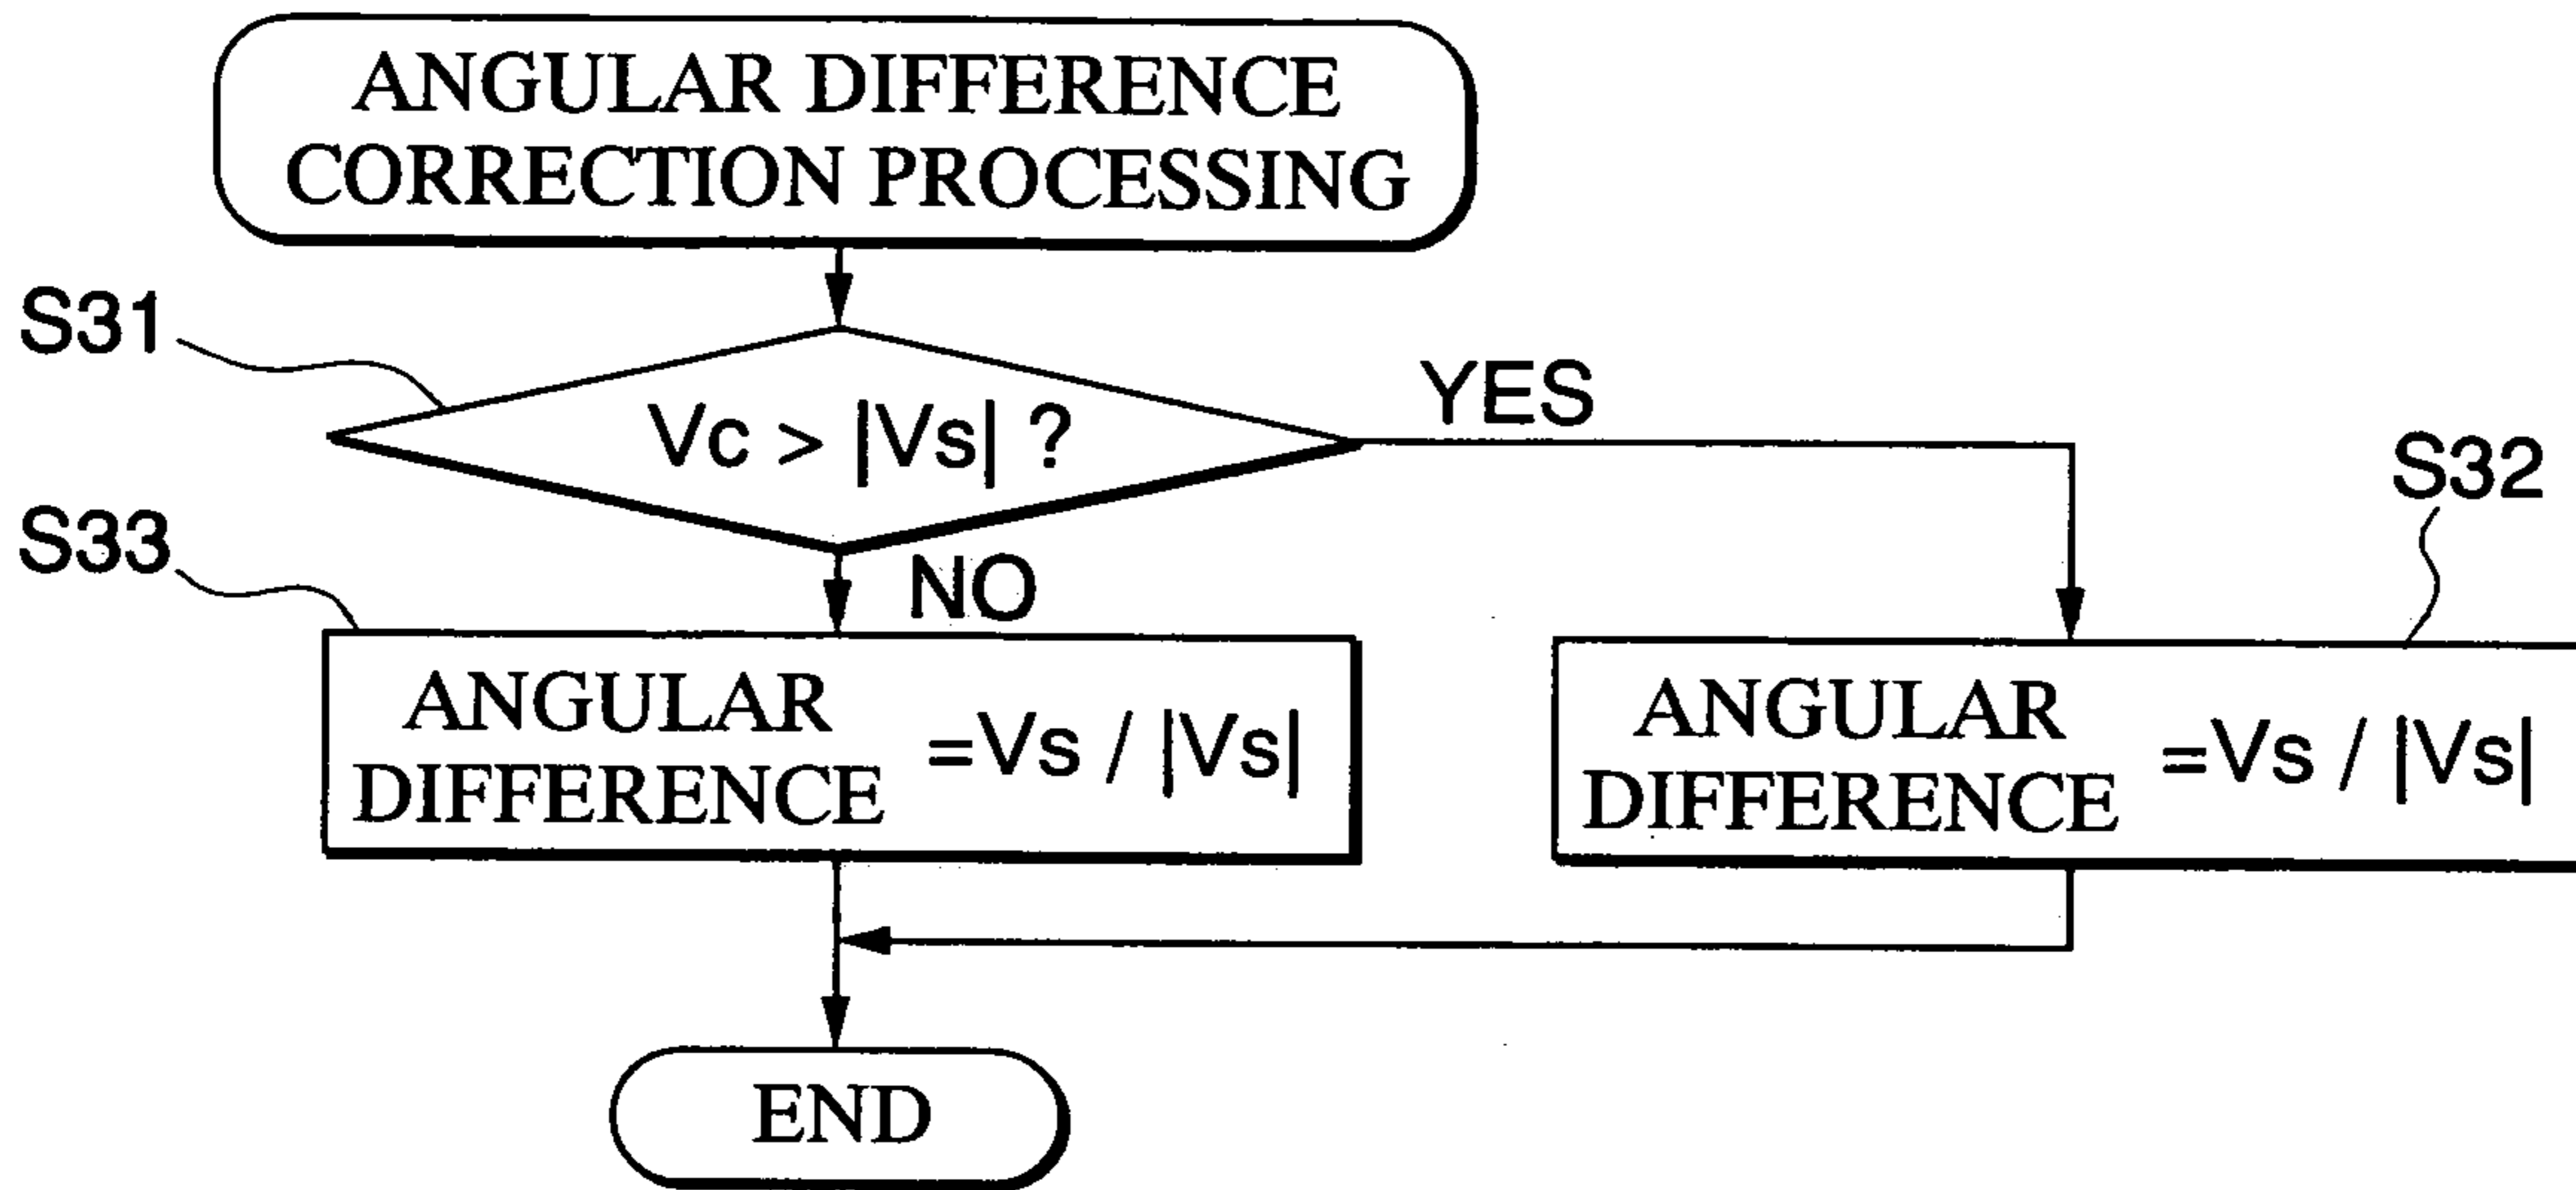 ANGULAR DIFFERENCE
CORRECTION PROCESSING
S31
Vc > |Vs| ?
YES
S32
S33
NO
ANGULAR
DIFFERENCE
=Vs / |Vs|
ANGULAR
DIFFERENCE
=Vs / |Vs|
END